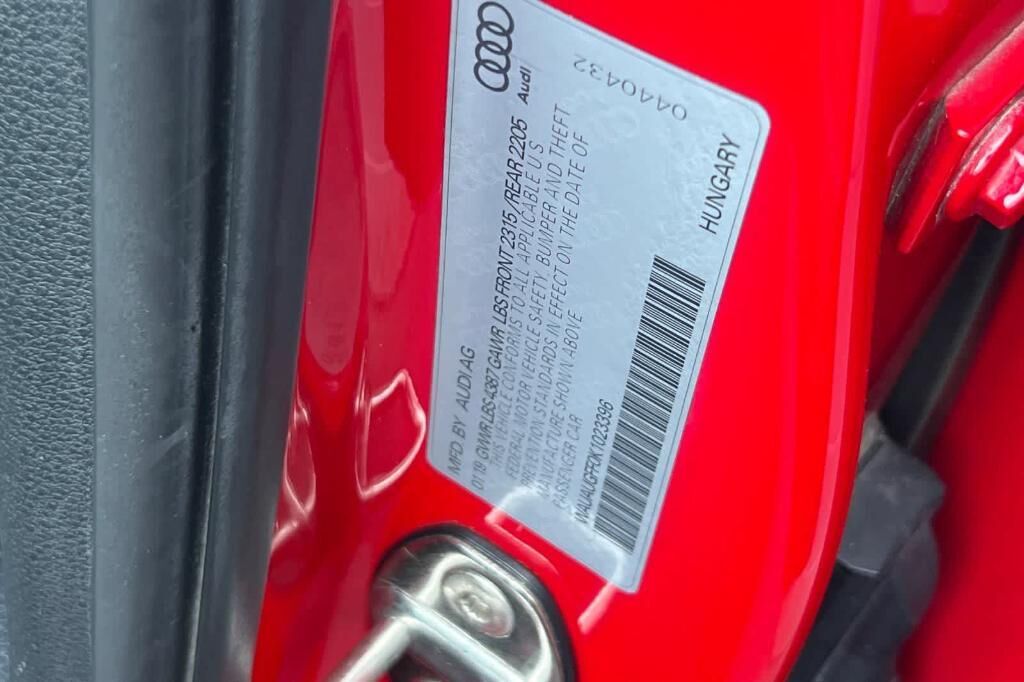 Audi
0440432
MFD BY AUDI AG
01/19 GVWR LBS 4387 GAWR LBS FRONT 2315 / REAR 2205
THIS VEHICLE CONFORMS TO ALL APPLICABLE U S
FEDERAL MOTOR VEHICLE SAFETY, BUMPER AND THEFT
PREVENTION STANDARDS IN EFFECT ON THE DATE OF
MANUFACTURE SHOWN ABOVE
PASSENGER CAR
WAUAUGFF0K1023396
HUNGARY